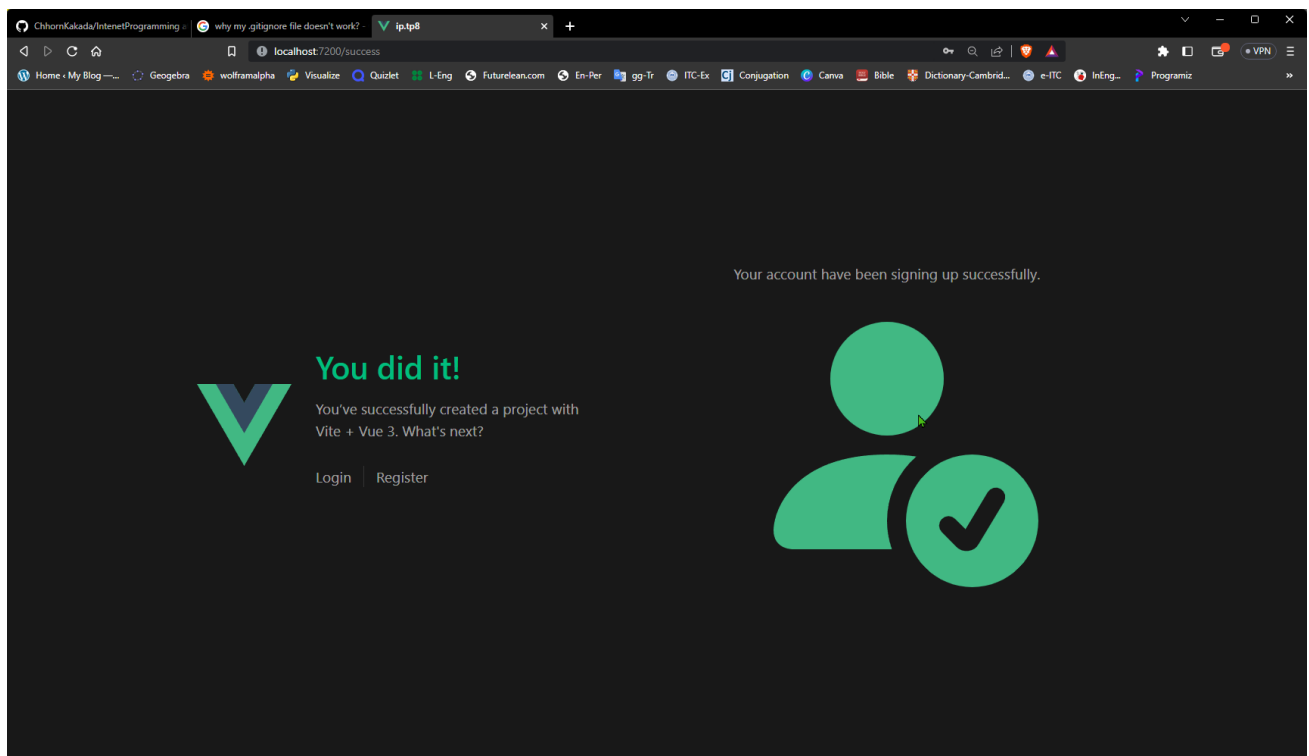 ChhornKakada/IntenetProgramming a
why my .gitignore file doesn't work? -
ip.tp8
localhost:7200/success
VPN
Home ‹ My Blog —...
Geogebra
wolframalpha
Visualize
Quizlet
L-Eng
Futurelean.com
En-Per
gg-Tr
ITC-Ex
Conjugation
Canva
Bible
Dictionary-Cambrid...
e-ITC
InEng...
Programiz
Your account have been signing up successfully.
You did it!
You've successfully created a project with
Vite + Vue 3. What's next?
Login
Register